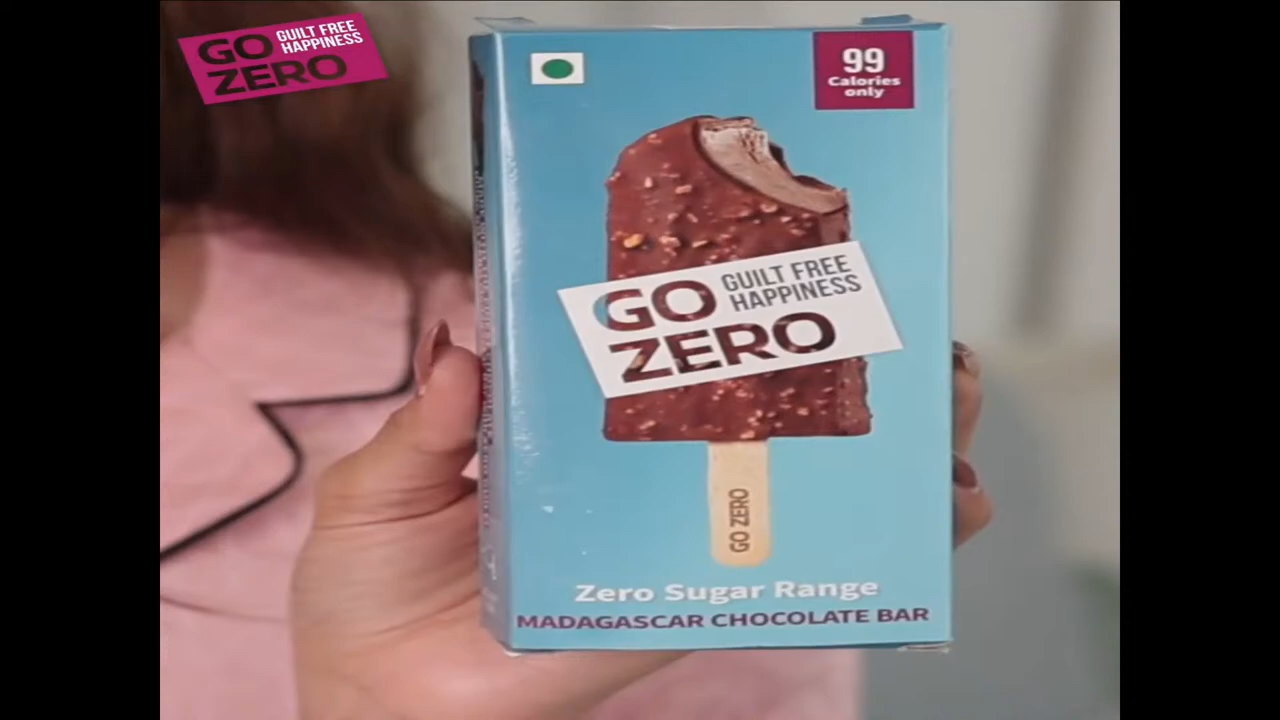 GO
ZERO
GUILT FREE
HAPPINESS
99
Calories
only
GO
ZERO
GUILT FREE
HAPPINESS
GO ZERO
Zero Sugar Range
MADAGASCAR CHOCOLATE BAR